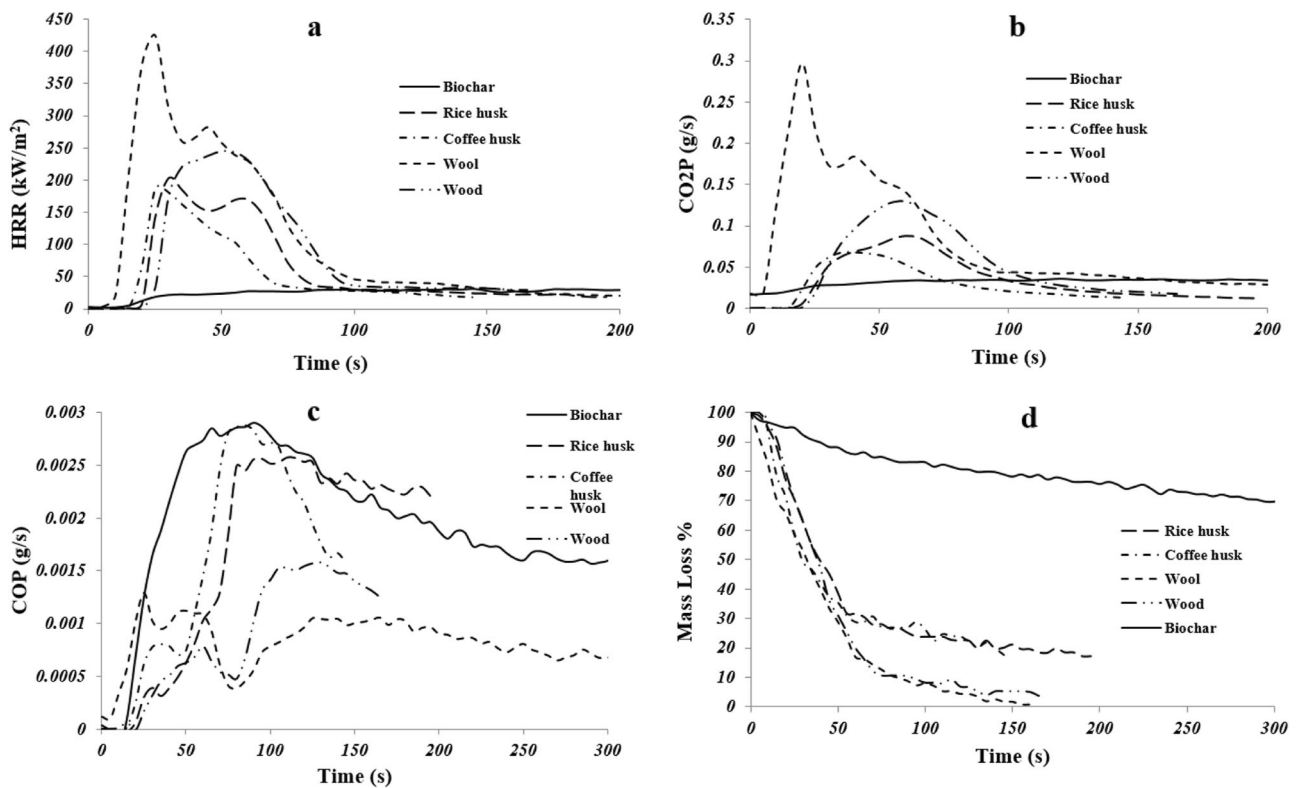 a
450
400
350
300
250
200
150
100
50
0
HRR (kW/m²)
Biochar
Rice husk
Coffee husk
Wool
Wood
0 50 100 150 200
Time (s)
b
0.35
0.3
0.25
0.2
0.15
0.1
0.05
0
CO2P (g/s)
Biochar
Rice husk
Coffee husk
Wool
Wood
0 50 100 150 200
Time (s)
c
0.003
0.0025
0.002
0.0015
0.001
0.0005
0
COP (g/s)
Biochar
Rice husk
Coffee
husk
Wool
Wood
0 50 100 150 200 250 300
Time (s)
d
100
90
80
70
60
50
40
30
20
10
0
Mass Loss %
Rice husk
Coffee husk
Wool
Wood
Biochar
0 50 100 150 200 250 300
Time (s)